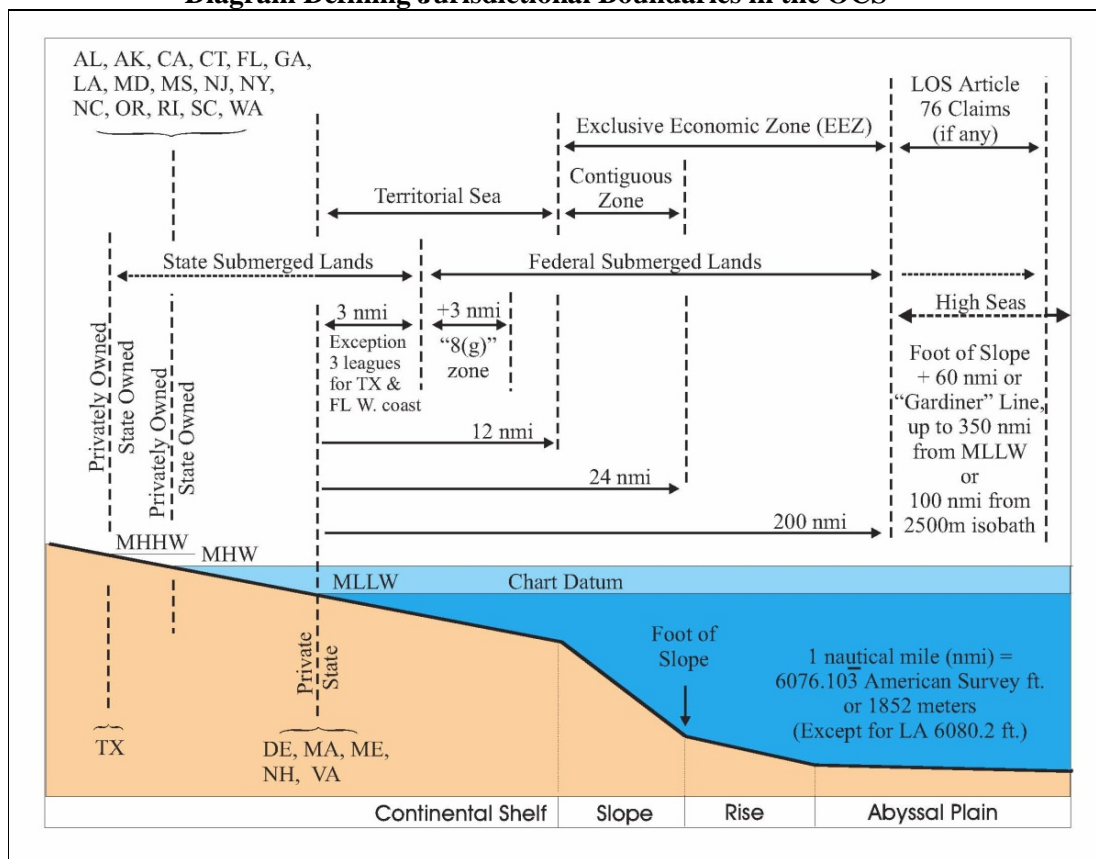 Diagram Defining Jurisdictional Boundaries in the OCS
AL, AK, CA, CT, FL, GA,
LA, MD, MS, NJ, NY,
NC, OR, RI, SC, WA
LOS Article
76 Claims
(if any)
Exclusive Economic Zone (EEZ)
Contiguous
Zone
Territorial Sea
State Submerged Lands
Federal Submerged Lands
High Seas
3 nmi
Exception
3 leagues
for TX &
FL W. coast
+3 nmi
“8(g)”
zone
Foot of Slope
+ 60 nmi or
“Gardiner” Line,
up to 350 nmi
from MLLW
or
100 nmi from
2500m isobath
Privately Owned
State Owned
Privately Owned
State Owned
12 nmi
24 nmi
200 nmi
MHHW
MHW
MLLW
Chart Datum
Private
State
Foot of
Slope
1 nautical mile (nmi) =
6076.103̅ American Survey ft.
or 1852 meters
(Except for LA 6080.2 ft.)
TX
DE, MA, ME,
NH, VA
Continental Shelf
Slope
Rise
Abyssal Plain